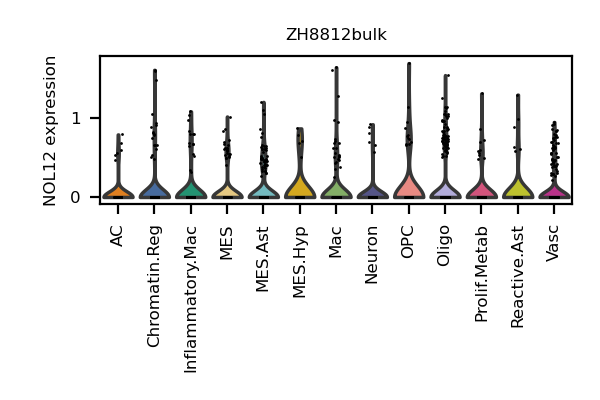 ZH8812bulk
NOL12 expression
1
0
AC
Chromatin.Reg
Inflammatory.Mac
MES
MES.Ast
MES.Hyp
Mac
Neuron
OPC
Oligo
Prolif.Metab
Reactive.Ast
Vasc